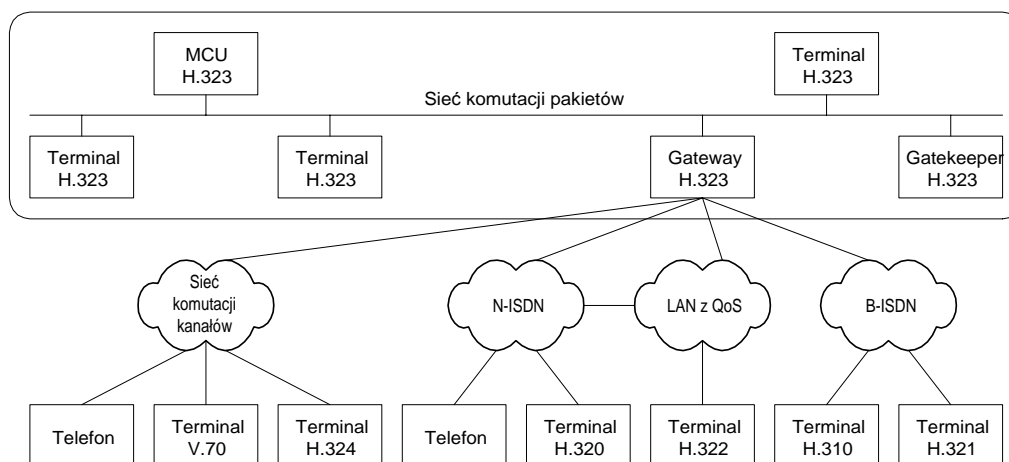 MCU
H.323
Terminal
H.323
Sieć komutacji pakietów
Terminal
H.323
Terminal
H.323
Gateway
H.323
Gatekeeper
H.323
Sieć
komutacji
kanałów
N-ISDN
LAN z QoS
B-ISDN
Telefon
Terminal
V.70
Terminal
H.324
Telefon
Terminal
H.320
Terminal
H.322
Terminal
H.310
Terminal
H.321